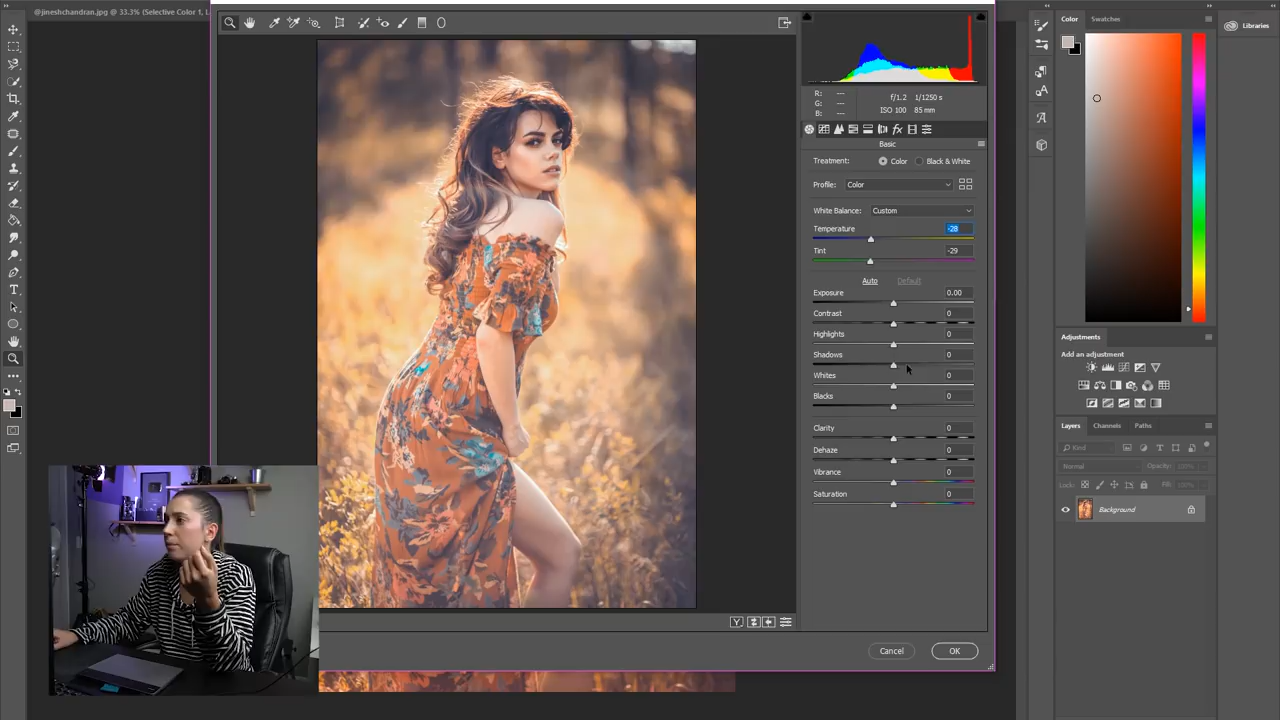 @jineshchandran.jpg @ 33.3% (Selective Color 1, L
Color
Swatches
Libraries
R: ---
G: ---
B: ---
f/1.2 1/1250 s
ISO 100 85 mm
fx
Basic
Treatment: Color Black & White
Profile: Color
White Balance: Custom
Temperature -28
Tint -29
Auto Default
Exposure 0.00
Contrast 0
Highlights 0
Shadows 0
Whites 0
Blacks 0
Clarity 0
Dehaze 0
Vibrance 0
Saturation 0
Y
Cancel OK
Adjustments
Add an adjustment
Layers Channels Paths
Kind
Normal Opacity: 100%
Lock: Fill: 100%
Background